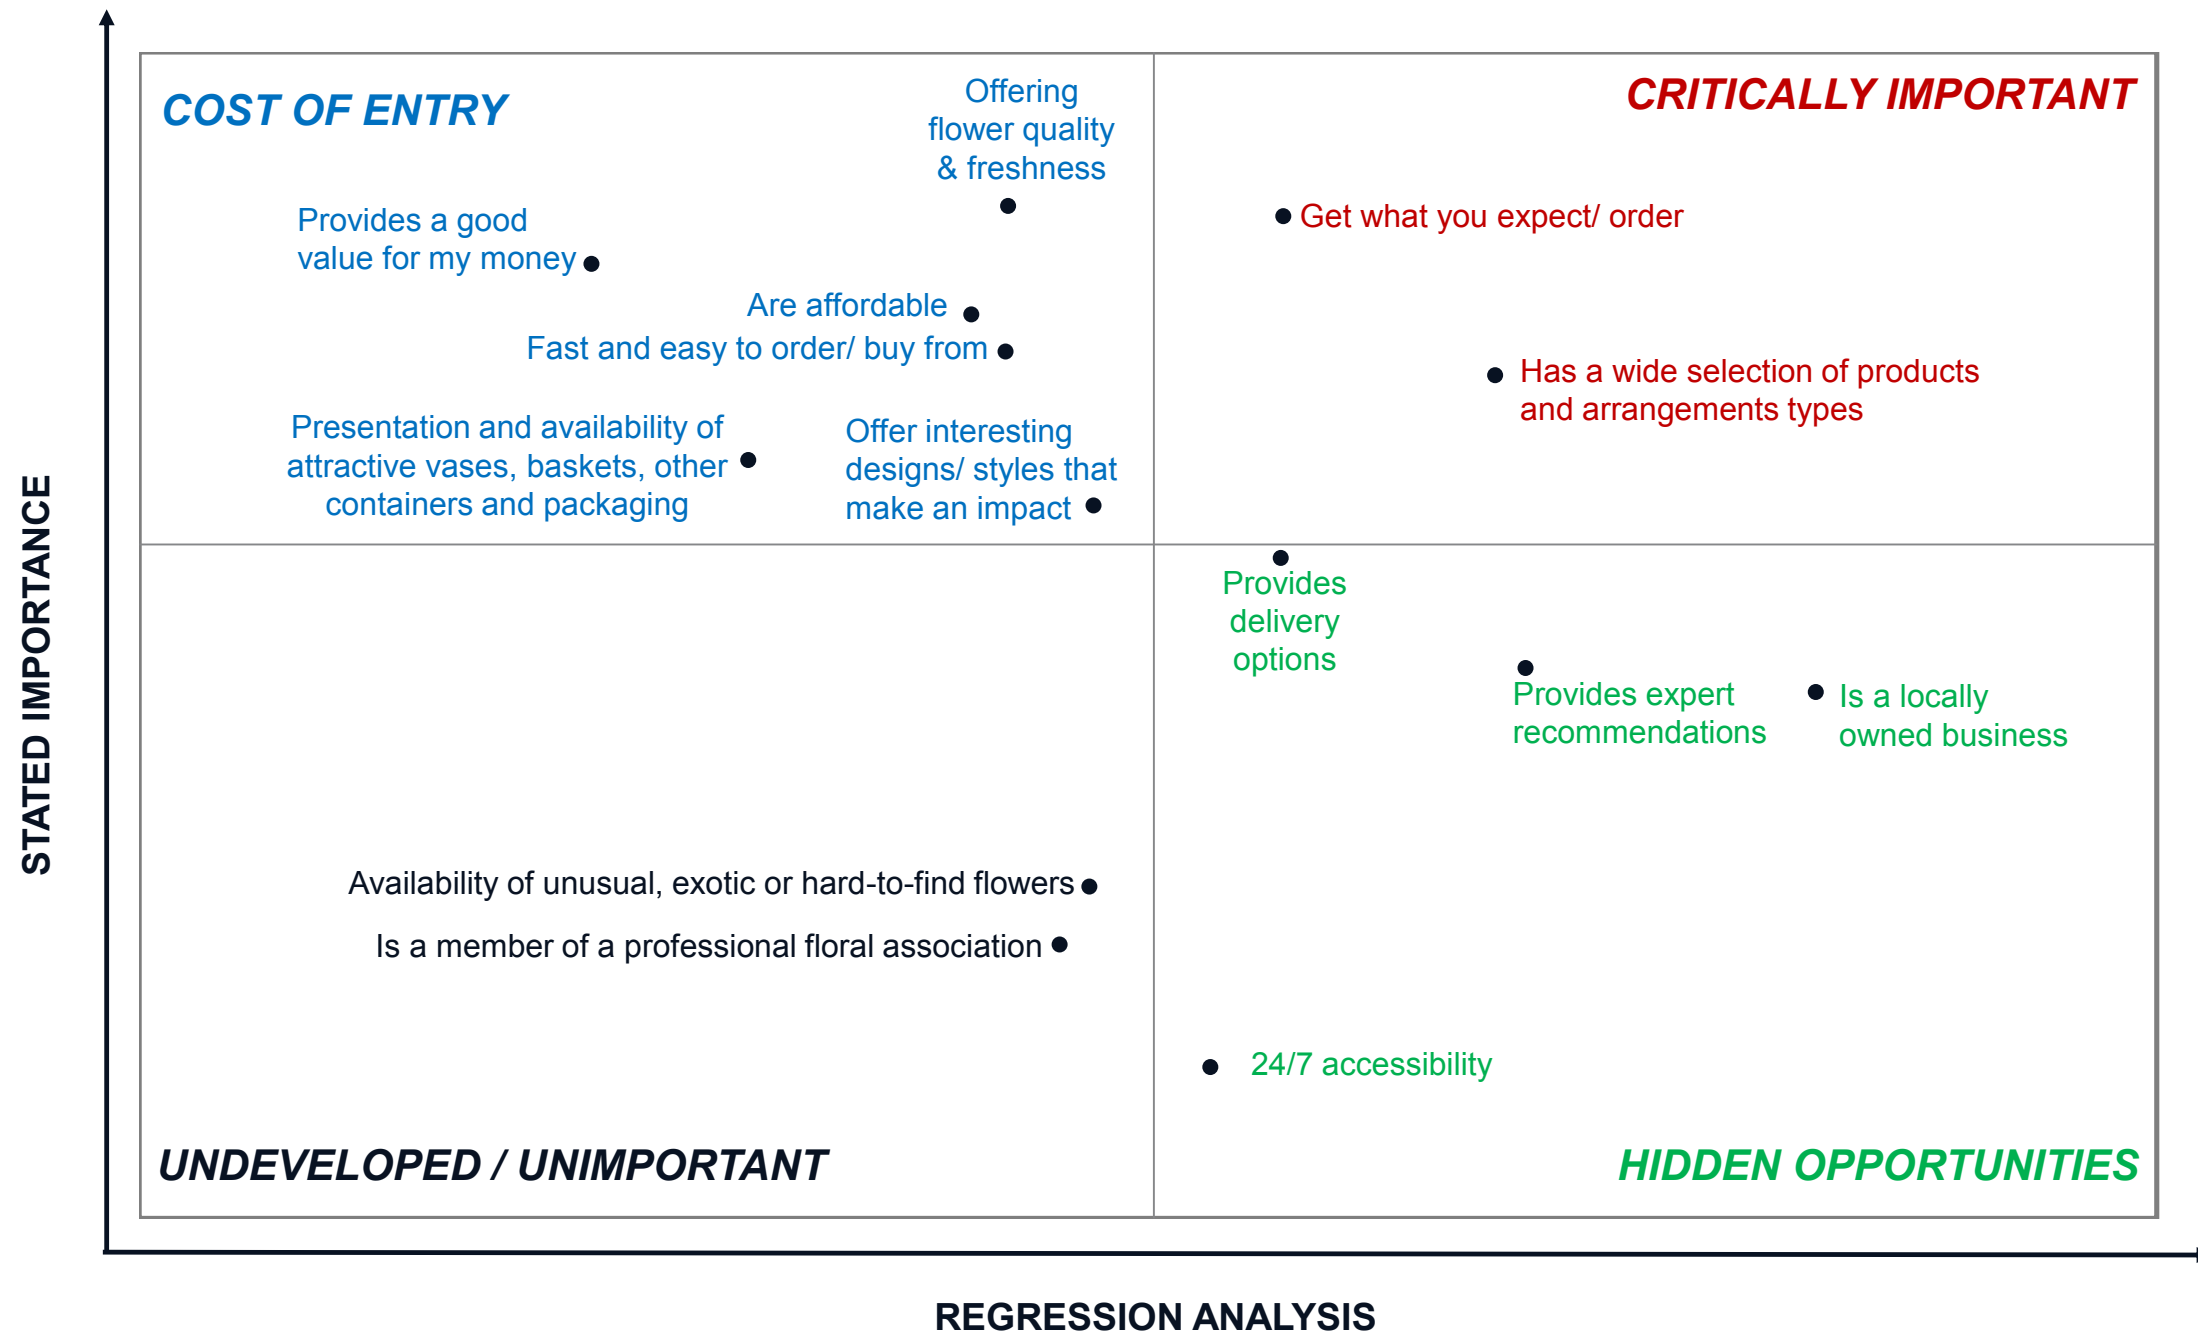 COST OF ENTRY
Offering
flower quality
& freshness
CRITICALLY IMPORTANT
Provides a good
value for my money
Get what you expect/ order
Are affordable
Fast and easy to order/ buy from
Has a wide selection of products
and arrangements types
Presentation and availability of
attractive vases, baskets, other
containers and packaging
Offer interesting
designs/ styles that
make an impact
STATED IMPORTANCE
Provides
delivery
options
Provides expert
recommendations
Is a locally
owned business
Availability of unusual, exotic or hard-to-find flowers
Is a member of a professional floral association
24/7 accessibility
UNDEVELOPED / UNIMPORTANT
HIDDEN OPPORTUNITIES
REGRESSION ANALYSIS